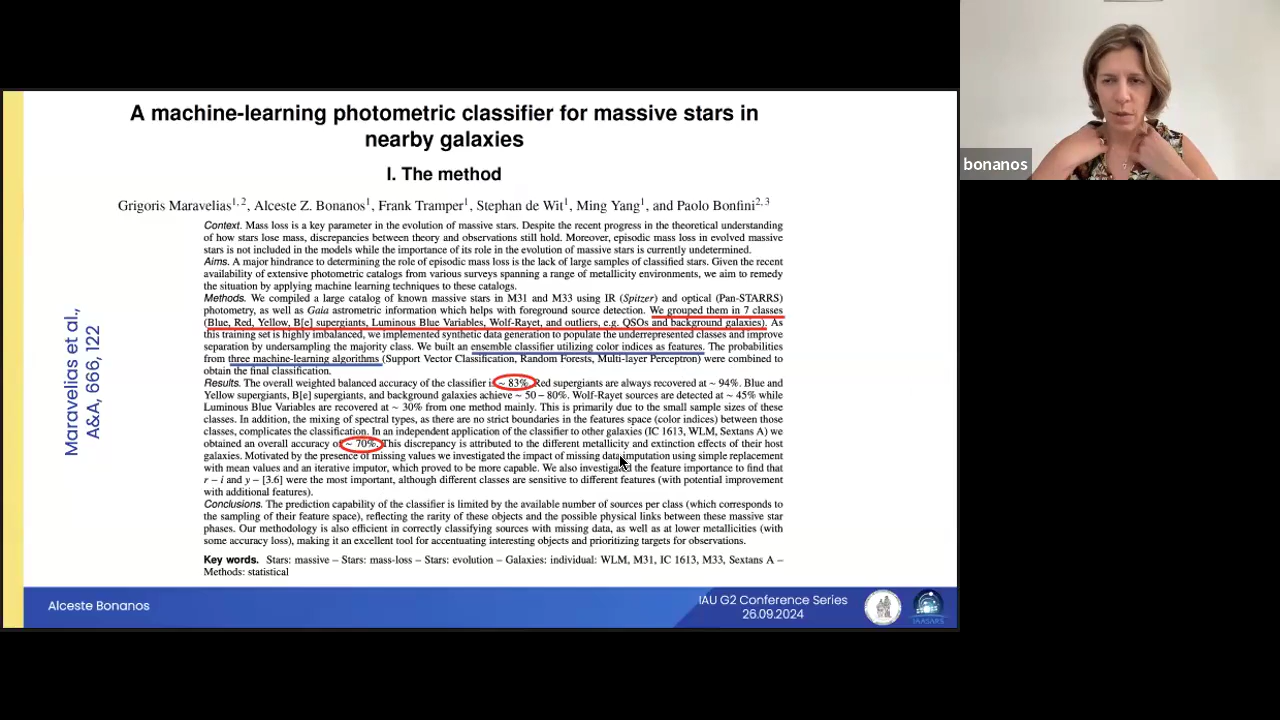 A machine-learning photometric classifier for massive stars in
nearby galaxies
I. The method
Grigoris Maravelias1, 2, Alceste Z. Bonanos1, Frank Tramper1, Stephan de Wit1, Ming Yang1, and Paolo Bonfini2, 3
Context. Mass loss is a key parameter in the evolution of massive stars. Despite the recent progress in the theoretical understanding
of how stars lose mass, discrepancies between theory and observations still hold. Moreover, episodic mass loss in evolved massive
stars is not included in the models while the importance of its role in the evolution of massive stars is currently undetermined.
Aims. A major hindrance to determining the role of episodic mass loss is the lack of large samples of classified stars. Given the recent
availability of extensive photometric catalogs from various surveys spanning a range of metallicity environments, we aim to remedy
the situation by applying machine learning techniques to these catalogs.
Methods. We compiled a large catalog of known massive stars in M31 and M33 using IR (Spitzer) and optical (Pan-STARRS)
photometry, as well as Gaia astrometric information which helps with foreground source detection. We grouped them in 7 classes
(Blue, Red, Yellow, B[e] supergiants, Luminous Blue Variables, Wolf-Rayet, and outliers, e.g. QSOs and background galaxies). As
this training set is highly imbalanced, we implemented synthetic data generation to populate the underrepresented classes and improve
separation by undersampling the majority class. We built an ensemble classifier utilizing color indices as features. The probabilities
from three machine-learning algorithms (Support Vector Classification, Random Forests, Multi-layer Perceptron) were combined to
obtain the final classification.
Results. The overall weighted balanced accuracy of the classifier is ~ 83%. Red supergiants are always recovered at ~ 94%. Blue and
Yellow supergiants, B[e] supergiants, and background galaxies achieve ~ 50 – 80%. Wolf-Rayet sources are detected at ~ 45% while
Luminous Blue Variables are recovered at ~ 30% from one method mainly. This is primarily due to the small sample sizes of these
classes. In addition, the mixing of spectral types, as there are no strict boundaries in the features space (color indices) between those
classes, complicates the classification. In an independent application of the classifier to other galaxies (IC 1613, WLM, Sextans A) we
obtained an overall accuracy of ~ 70%. This discrepancy is attributed to the different metallicity and extinction effects of their host
galaxies. Motivated by the presence of missing values we investigated the impact of missing data imputation using simple replacement
with mean values and an iterative imputor, which proved to be more capable. We also investigated the feature importance to find that
r – i and y – [3.6] were the most important, although different classes are sensitive to different features (with potential improvement
with additional features).
Conclusions. The prediction capability of the classifier is limited by the available number of sources per class (which corresponds to
the sampling of their feature space), reflecting the rarity of these objects and the possible physical links between these massive star
phases. Our methodology is also efficient in correctly classifying sources with missing data, as well as at lower metallicities (with
some accuracy loss), making it an excellent tool for accentuating interesting objects and prioritizing targets for observations.
Key words. Stars: massive – Stars: mass-loss – Stars: evolution – Galaxies: individual: WLM, M31, IC 1613, M33, Sextans A –
Methods: statistical
Maravelias et al.,
A&A, 666, 122
Alceste Bonanos
IAU G2 Conference Series
26.09.2024
IAASARS
bonanos